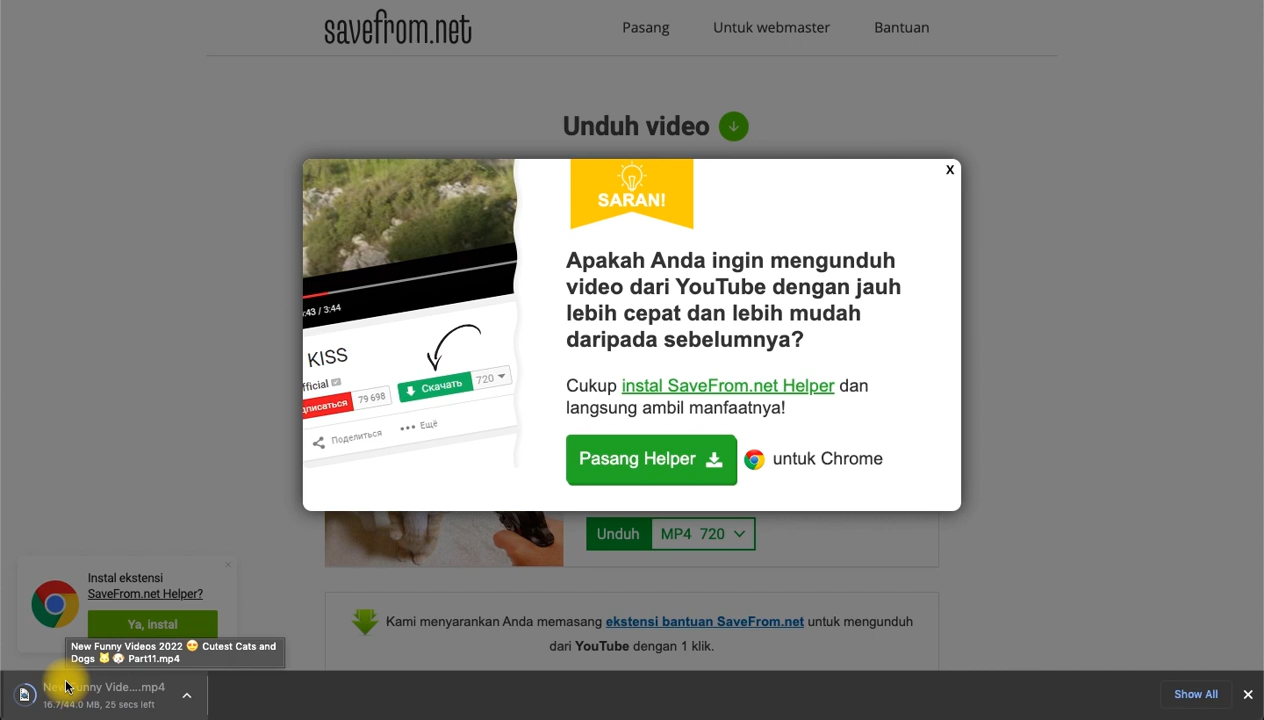 savefrom.net
Pasang
Untuk webmaster
Bantuan
Unduh video
X
SARAN!
Apakah Anda ingin mengunduh
video dari YouTube dengan jauh
lebih cepat dan lebih mudah
daripada sebelumnya?
:43 / 3:44
KISS
fficial
дписаться 79 698
Скачать 720
Поделиться
••• Ещё
Cukup instal SaveFrom.net Helper dan
langsung ambil manfaatnya!
Pasang Helper
untuk Chrome
Unduh MP4 720
Instal ekstensi
SaveFrom.net Helper?
Ya, instal
Kami menyarankan Anda memasang ekstensi bantuan SaveFrom.net untuk mengunduh
dari YouTube dengan 1 klik.
New Funny Videos 2022 😳 Cutest Cats and
Dogs 🐱 🐶 Part11.mp4
New Funny Vide....mp4
16.7/44.0 MB, 25 secs left
Show All